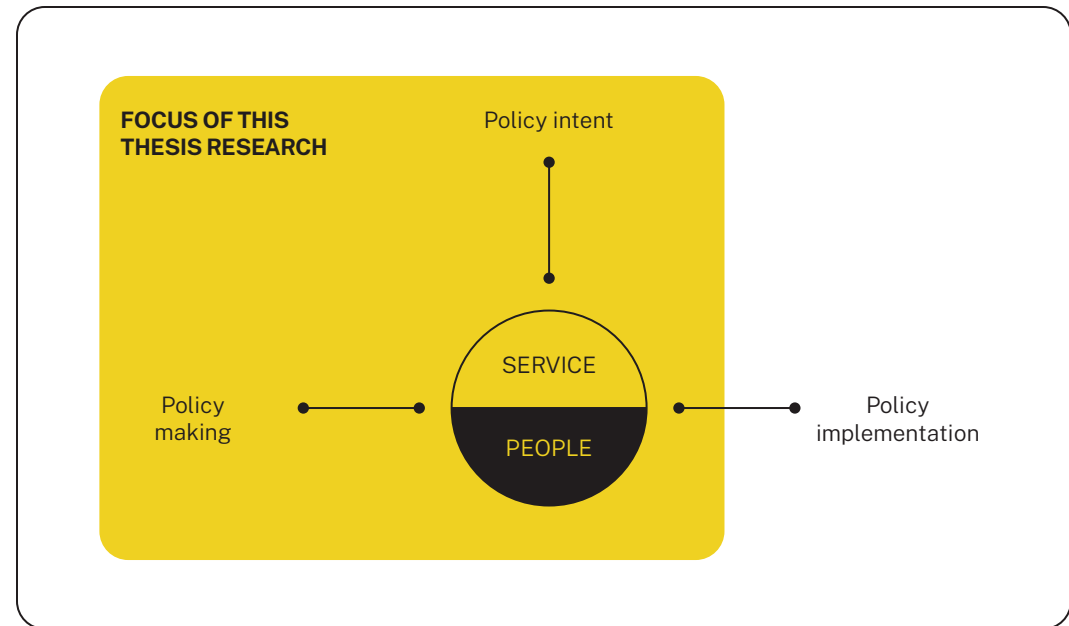 FOCUS OF THIS
THESIS RESEARCH
Policy intent
SERVICE
PEOPLE
Policy
making
Policy
implementation